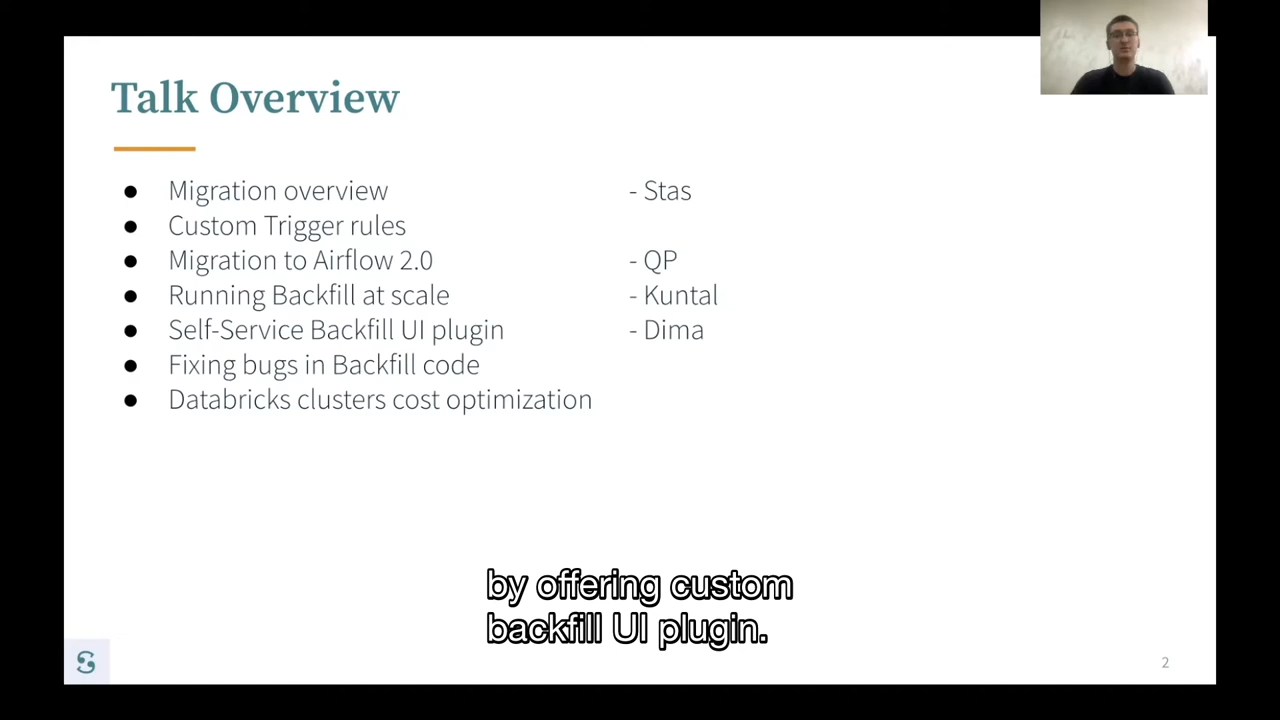 Talk Overview
● Migration overview - Stas
● Custom Trigger rules
● Migration to Airflow 2.0 - QP
● Running Backfill at scale - Kuntal
● Self-Service Backfill UI plugin - Dima
● Fixing bugs in Backfill code
● Databricks clusters cost optimization
by offering custom
backfill UI plugin.
2